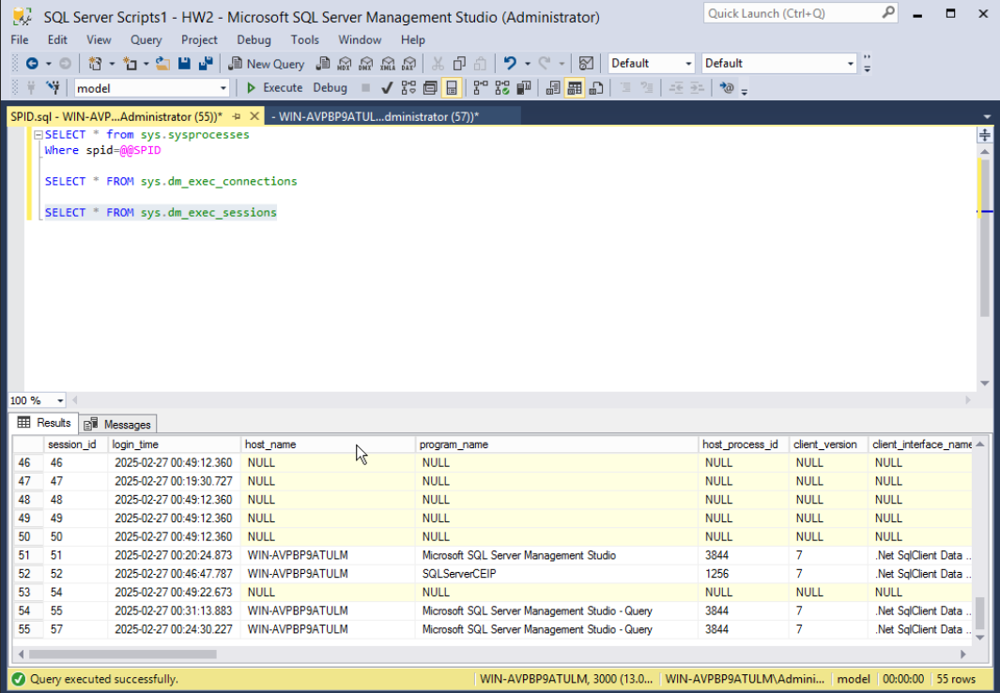 SQL Server Scripts1 - HW2 - Microsoft SQL Server Management Studio (Administrator)
Quick Launch (Ctrl+Q)
File Edit View Query Project Debug Tools Window Help
New Query MDX DMX XMLA DAX Default Default
model Execute Debug
SPID.sql - WIN-AVP...Administrator (55))* - WIN-AVPBP9ATUL...dministrator (57))*
SELECT * from sys.sysprocesses
Where spid=@@SPID
SELECT * FROM sys.dm_exec_connections
SELECT * FROM sys.dm_exec_sessions
100 %
Results Messages
session_id login_time host_name program_name host_process_id client_version client_interface_name
46 46 2025-02-27 00:49:12.360 NULL NULL NULL NULL NULL
47 47 2025-02-27 00:19:30.727 NULL NULL NULL NULL NULL
48 48 2025-02-27 00:49:12.360 NULL NULL NULL NULL NULL
49 49 2025-02-27 00:49:12.360 NULL NULL NULL NULL NULL
50 50 2025-02-27 00:49:12.360 NULL NULL NULL NULL NULL
51 51 2025-02-27 00:20:24.873 WIN-AVPBP9ATULM Microsoft SQL Server Management Studio 3844 7 .Net SqlClient Data ...
52 52 2025-02-27 00:46:47.787 WIN-AVPBP9ATULM SQLServerCEIP 1256 7 .Net SqlClient Data ...
53 54 2025-02-27 00:49:22.673 NULL NULL NULL NULL NULL
54 55 2025-02-27 00:31:13.883 WIN-AVPBP9ATULM Microsoft SQL Server Management Studio - Query 3844 7 .Net SqlClient Data ...
55 57 2025-02-27 00:24:30.227 WIN-AVPBP9ATULM Microsoft SQL Server Management Studio - Query 3844 7 .Net SqlClient Data ...
Query executed successfully. WIN-AVPBP9ATULM, 3000 (13.0... WIN-AVPBP9ATULM\Admini... model 00:00:00 55 rows